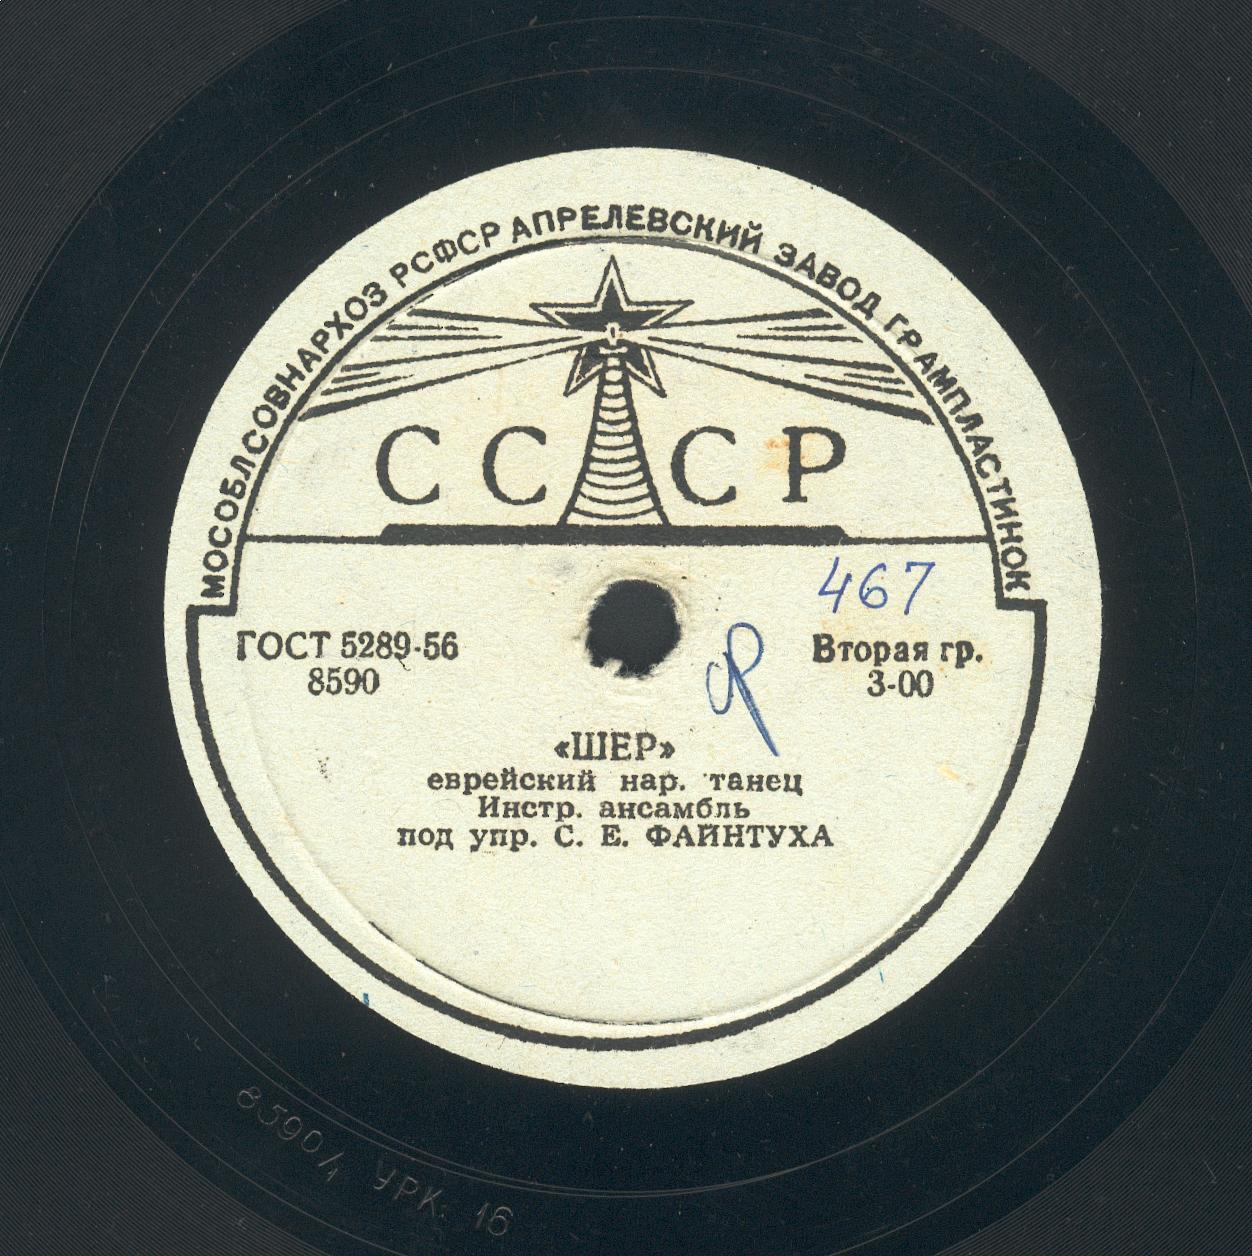 МОСОБЛСОВНАРХОЗ РСФСР АПРЕЛЕВСКИЙ ЗАВОД ГРАМПЛАСТИНОК
СССР
467
ГОСТ 5289-56
8590
Вторая гр.
3-00
«ШЕР»
еврейский нар. танец
Инстр. ансамбль
под упр. С. Е. ФАЙНТУХА
8590/1 УРК. 16